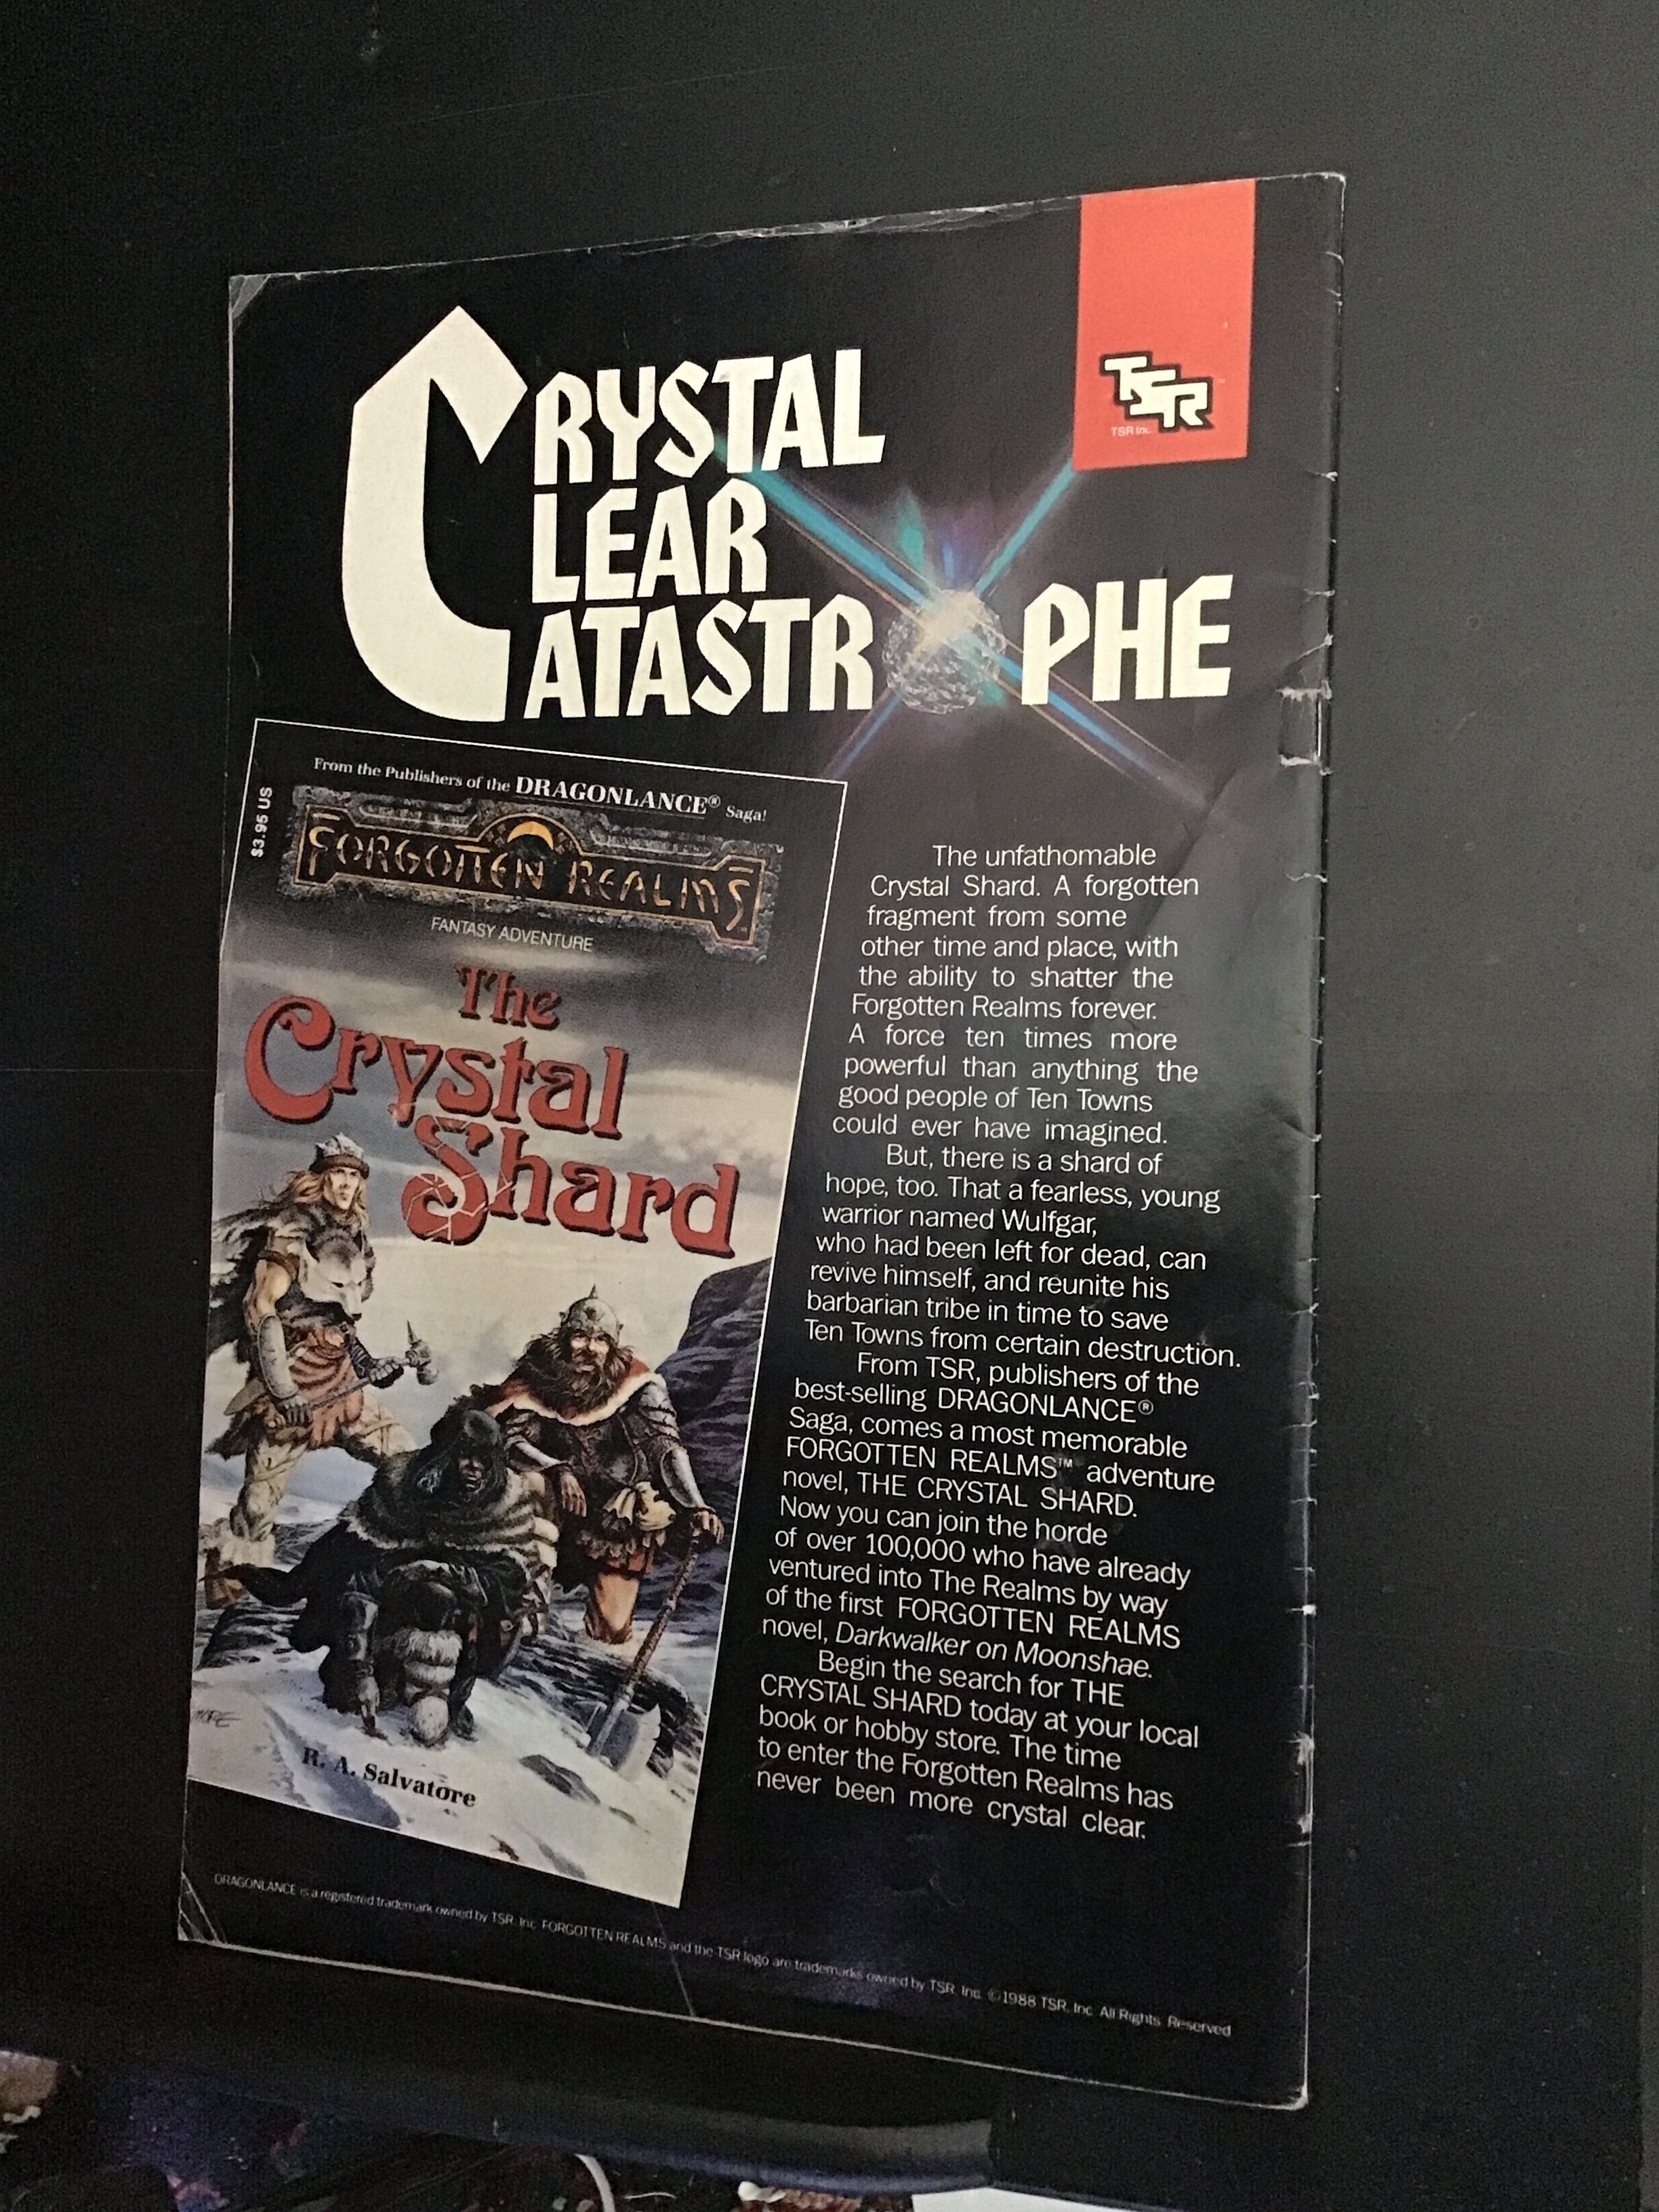 CRYSTAL
CLEAR
CATASTROPHE
TSR
TSR Inc.
From the Publishers of the DRAGONLANCE® Saga!
$3.95 US
FORGOTTEN REALMS
FANTASY ADVENTURE
The
Crystal
Shard
R. A. Salvatore
The unfathomable
Crystal Shard. A forgotten
fragment from some
other time and place, with
the ability to shatter the
Forgotten Realms forever.
A force ten times more
powerful than anything the
good people of Ten Towns
could ever have imagined.
But, there is a shard of
hope, too. That a fearless, young
warrior named Wulfgar,
who had been left for dead, can
revive himself, and reunite his
barbarian tribe in time to save
Ten Towns from certain destruction.
From TSR, publishers of the
best-selling DRAGONLANCE®
Saga, comes a most memorable
FORGOTTEN REALMS™ adventure
novel, THE CRYSTAL SHARD.
Now you can join the horde
of over 100,000 who have already
ventured into The Realms by way
of the first FORGOTTEN REALMS
novel, Darkwalker on Moonshae.
Begin the search for THE
CRYSTAL SHARD today at your local
book or hobby store. The time
to enter the Forgotten Realms has
never been more crystal clear.
DRAGONLANCE is a registered trademark owned by TSR, Inc. FORGOTTEN REALMS and the TSR logo are trademarks owned by TSR, Inc. ©1988 TSR, Inc. All Rights Reserved